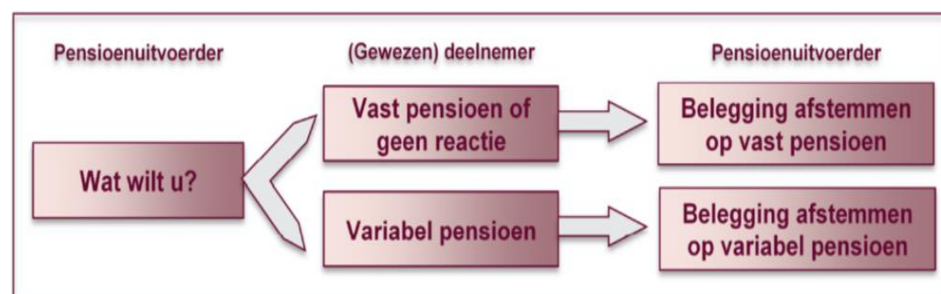 Pensioenuitvoerder
(Gewezen) deelnemer
Pensioenuitvoerder
Wat wilt u?
Vast pensioen of
geen reactie
Belegging afstemmen
op vast pensioen
Variabel pensioen
Belegging afstemmen
op variabel pensioen